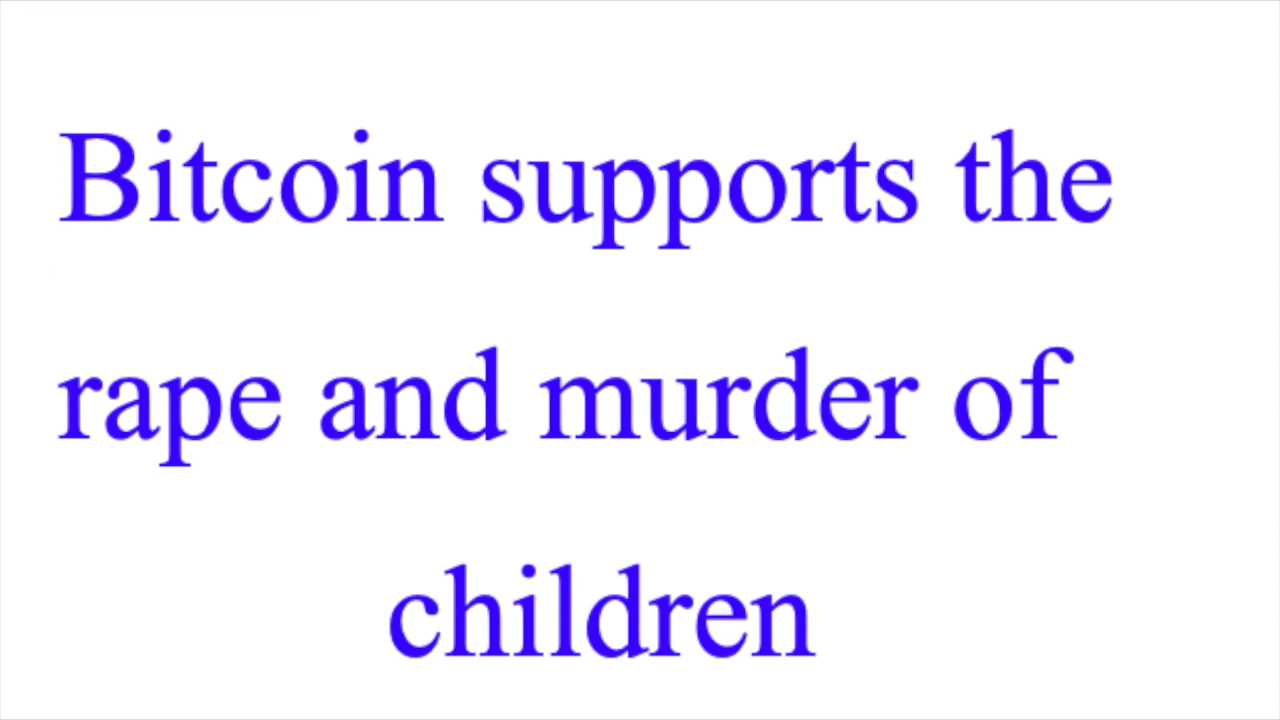 Bitcoin supports the
rape and murder of
children